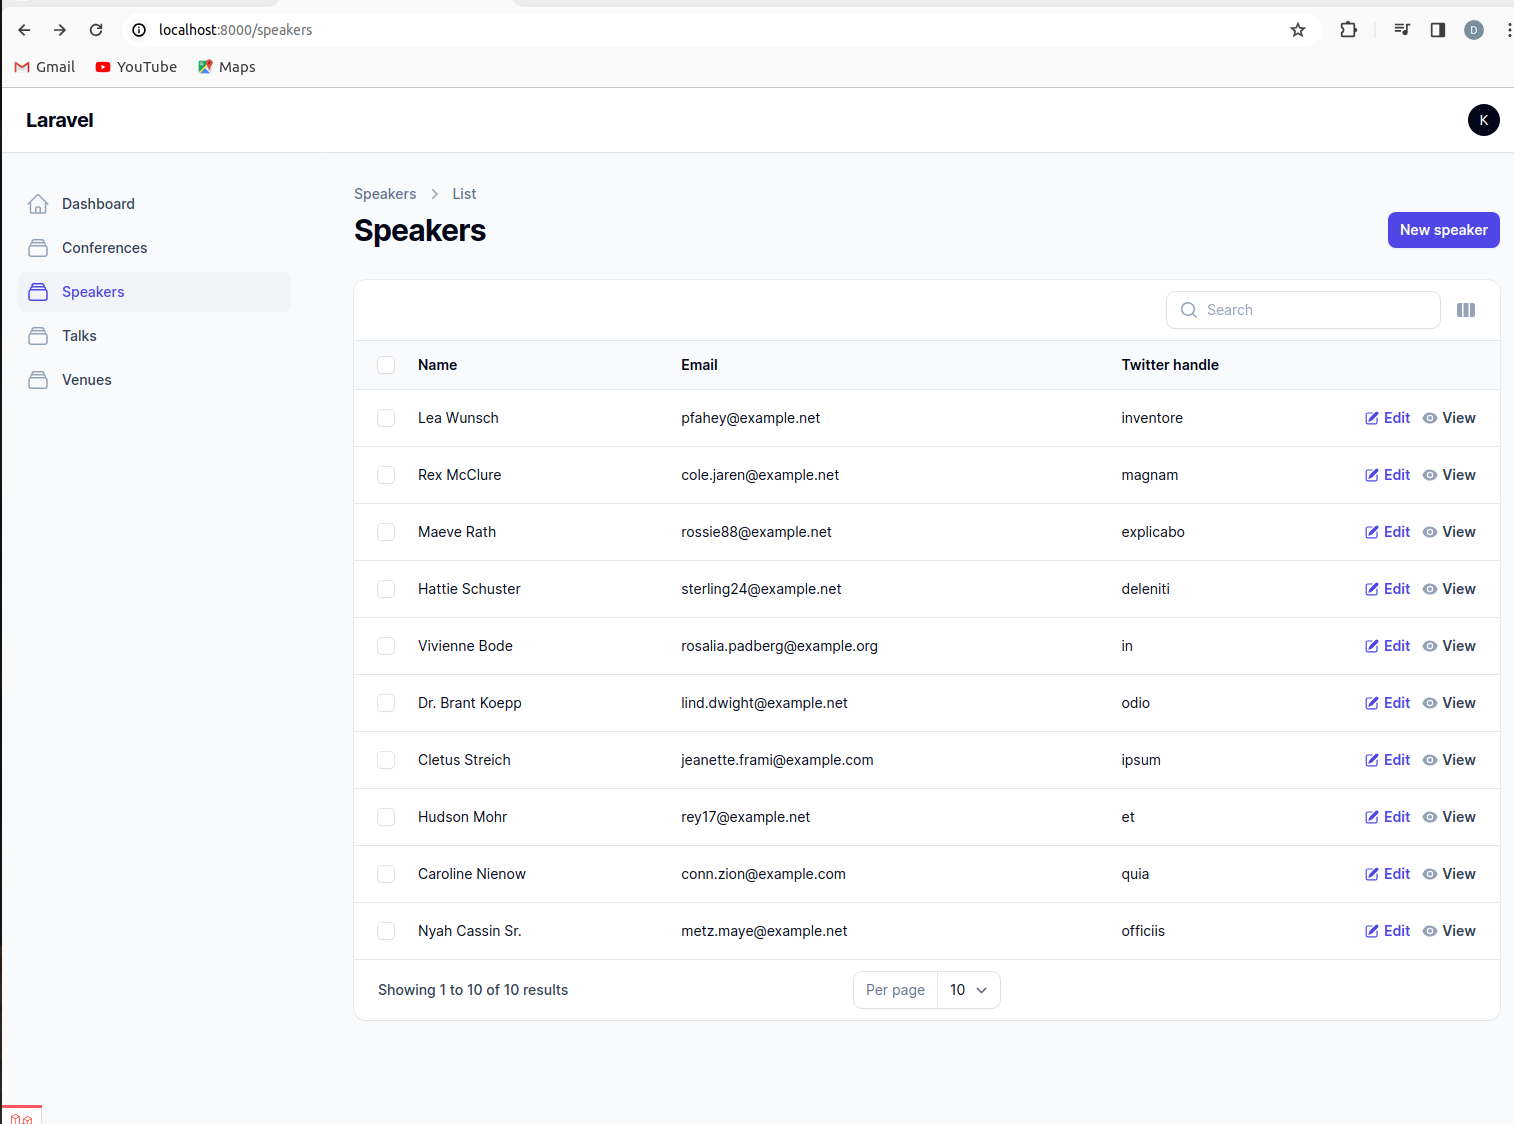 localhost:8000/speakers
D
Gmail YouTube Maps
Laravel
K
Dashboard
Conferences
Speakers
Talks
Venues
Speakers List
Speakers
New speaker
Search
Name Email Twitter handle
Lea Wunsch pfahey@example.net inventore Edit View
Rex McClure cole.jaren@example.net magnam Edit View
Maeve Rath rossie88@example.net explicabo Edit View
Hattie Schuster sterling24@example.net deleniti Edit View
Vivienne Bode rosalia.padberg@example.org in Edit View
Dr. Brant Koepp lind.dwight@example.net odio Edit View
Cletus Streich jeanette.frami@example.com ipsum Edit View
Hudson Mohr rey17@example.net et Edit View
Caroline Nienow conn.zion@example.com quia Edit View
Nyah Cassin Sr. metz.maye@example.net officiis Edit View
Showing 1 to 10 of 10 results Per page 10